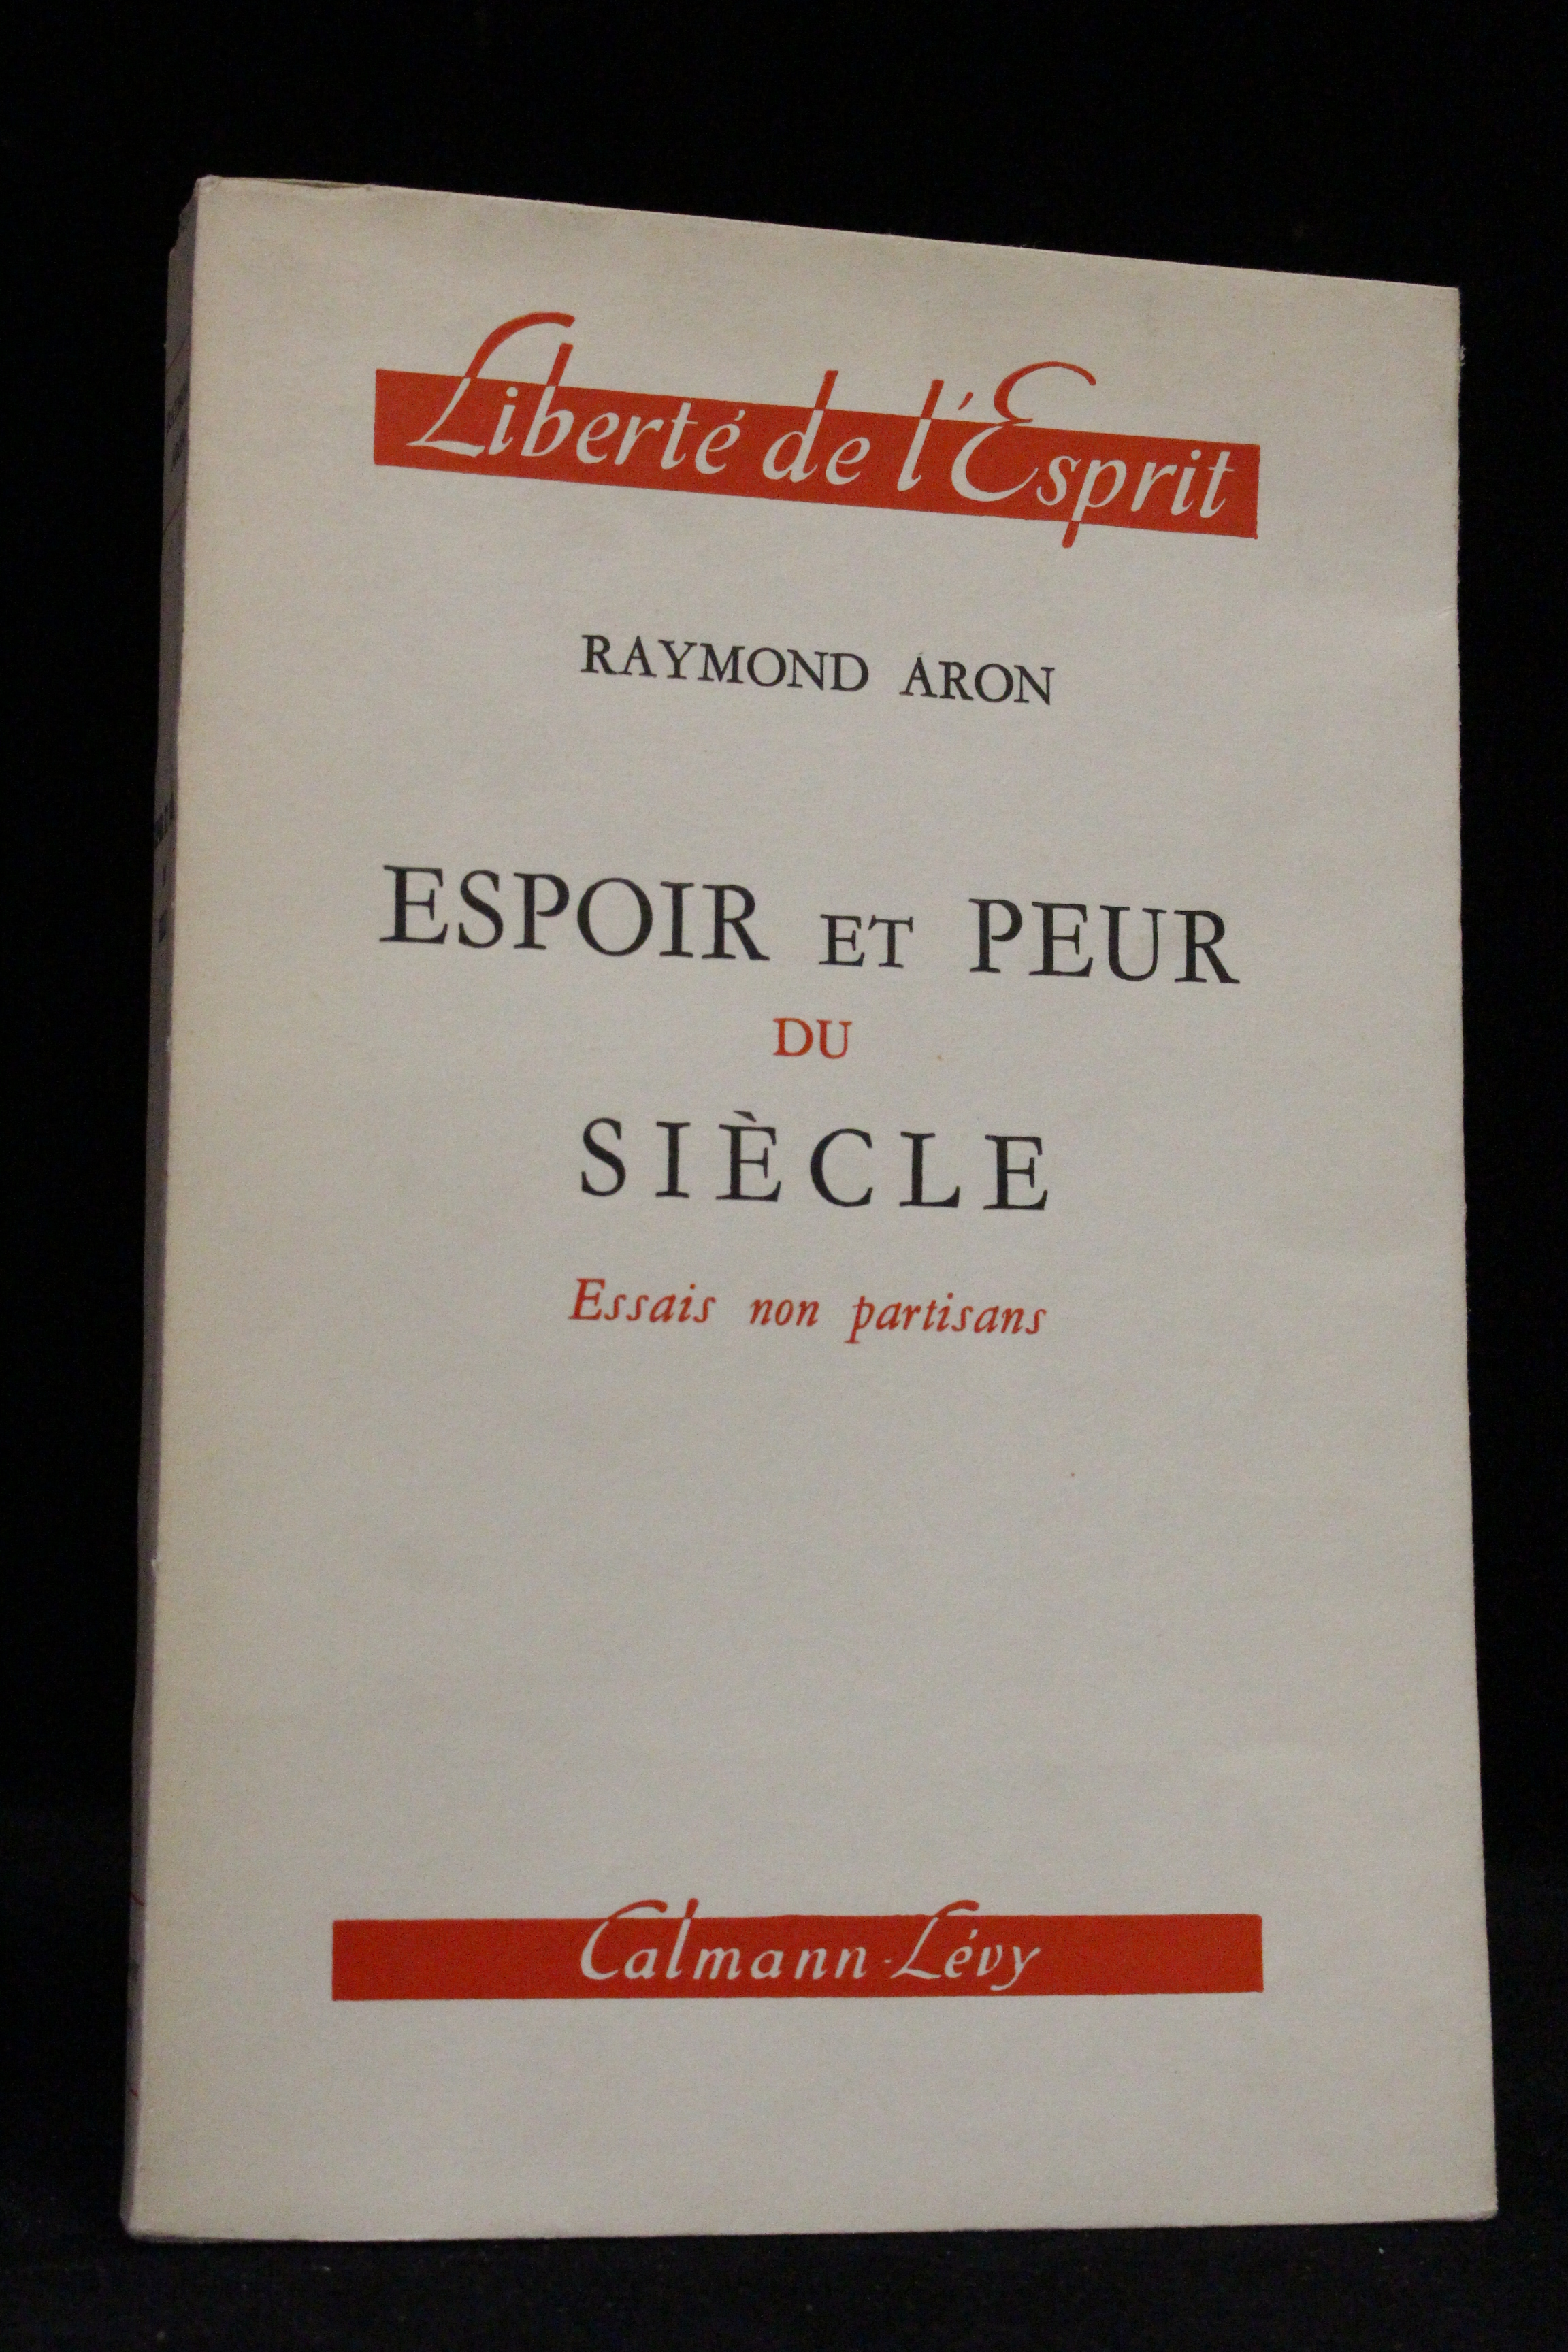 Liberté de l'Esprit
RAYMOND ARON
ESPOIR ET PEUR
DU
SIÈCLE
Essais non partisans
Calmann-Lévy